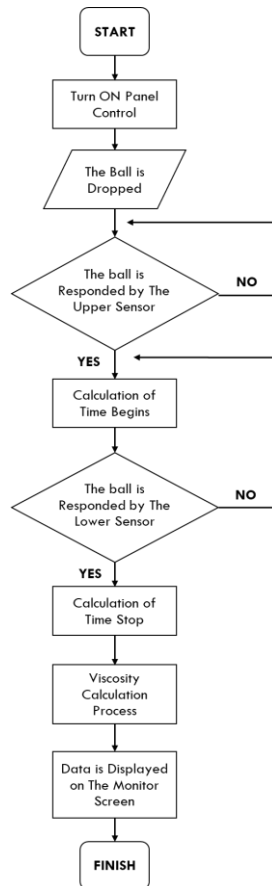 START
Turn ON Panel
Control
The Ball is
Dropped
The ball is
Responded by The
Upper Sensor
NO
YES
Calculation of
Time Begins
The ball is
Responded by The
Lower Sensor
NO
YES
Calculation of
Time Stop
Viscosity
Calculation
Process
Data is Displayed
on The Monitor
Screen
FINISH